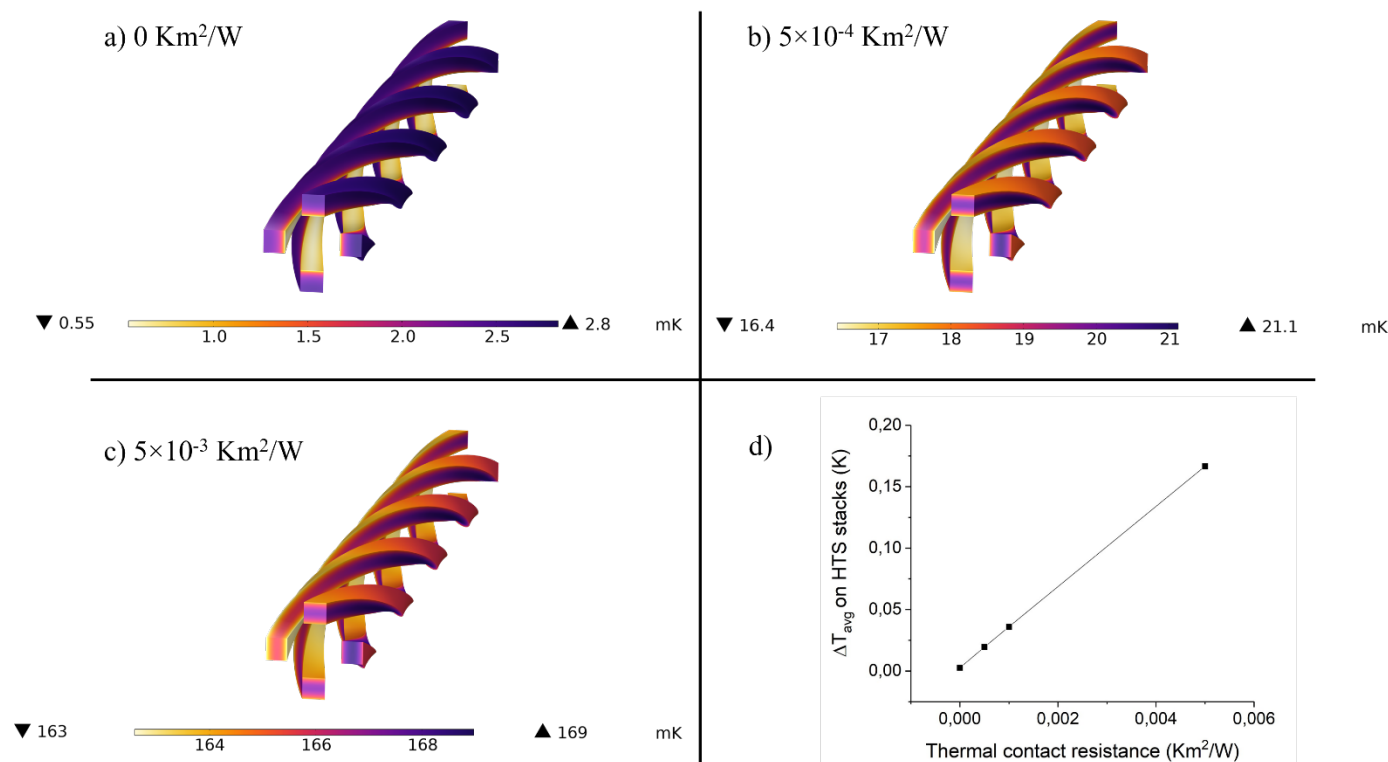 a) 0 Km²/W
▼ 0.55
1.0 1.5 2.0 2.5
▲ 2.8 mK
b) 5×10⁻⁴ Km²/W
▼ 16.4
17 18 19 20 21
▲ 21.1 mK
c) 5×10⁻³ Km²/W
▼ 163
164 166 168
▲ 169 mK
d)
ΔTavg on HTS stacks (K)
0,20
0,15
0,10
0,05
0,00
0,000 0,002 0,004 0,006
Thermal contact resistance (Km²/W)